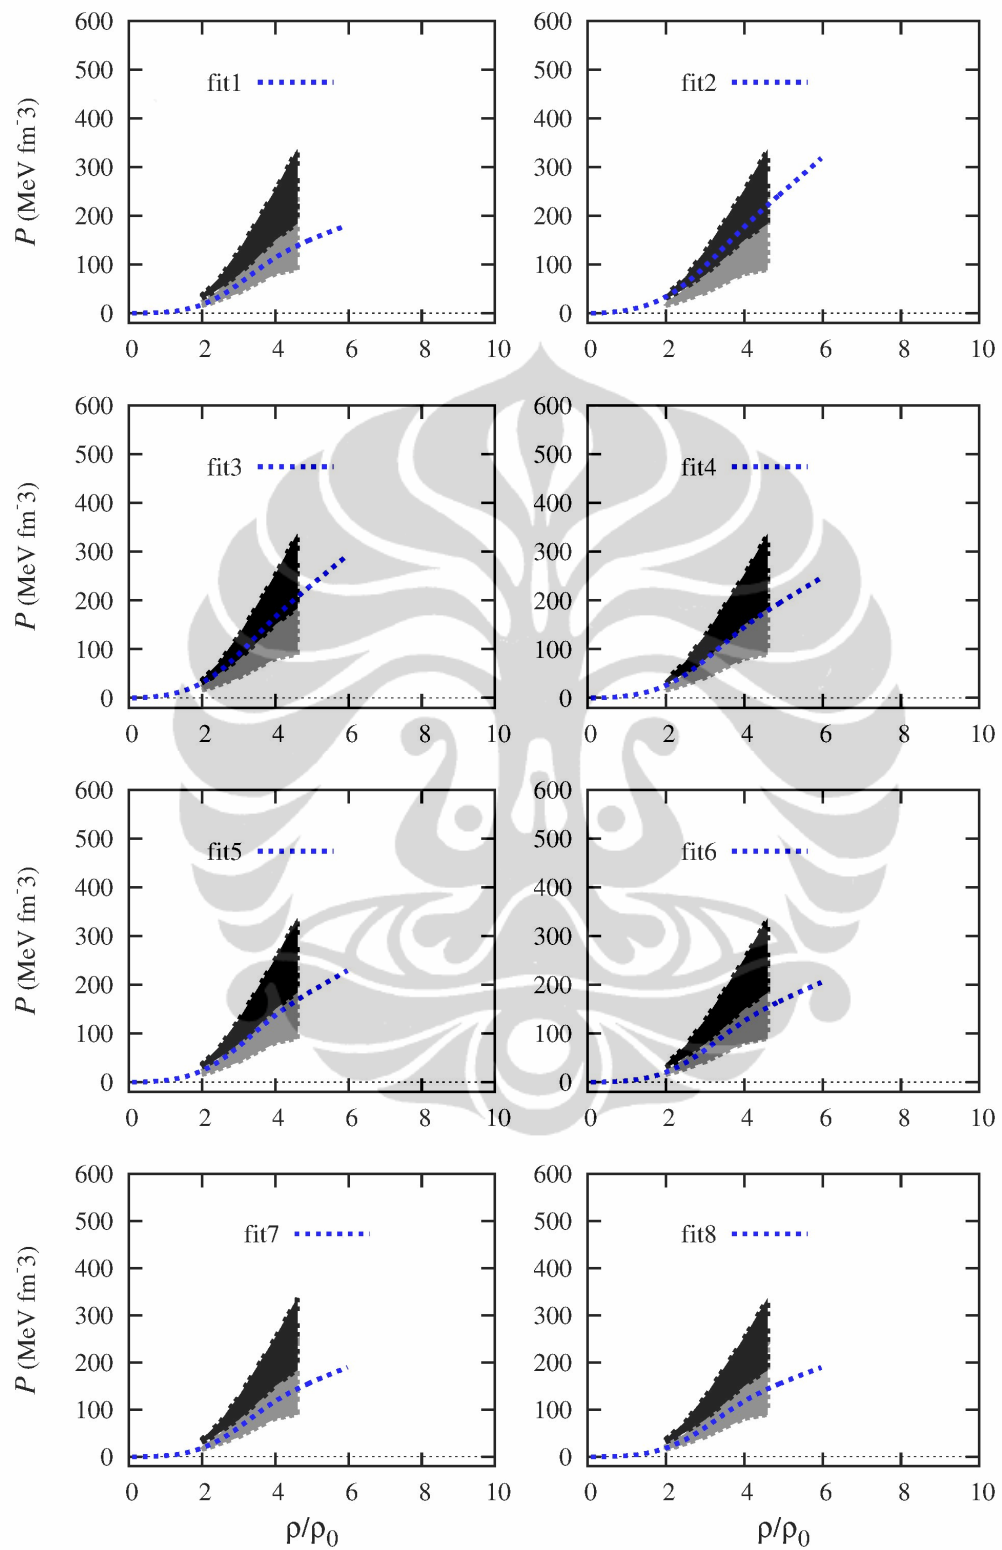 600 600
500 500
fit1 fit2
400 400
P (MeV fm⁻3)
300 300
200 200
100 100
0 0
0 2 4 6 8 10 0 2 4 6 8 10
600 600
500 500
fit3 fit4
400 400
P (MeV fm⁻3)
300 300
200 200
100 100
0 0
0 2 4 6 8 10 0 2 4 6 8 10
600 600
500 500
fit5 fit6
400 400
P (MeV fm⁻3)
300 300
200 200
100 100
0 0
0 2 4 6 8 10 0 2 4 6 8 10
600 600
500 500
fit7 fit8
400 400
P (MeV fm⁻3)
300 300
200 200
100 100
0 0
0 2 4 6 8 10 0 2 4 6 8 10
ρ/ρ₀ ρ/ρ₀